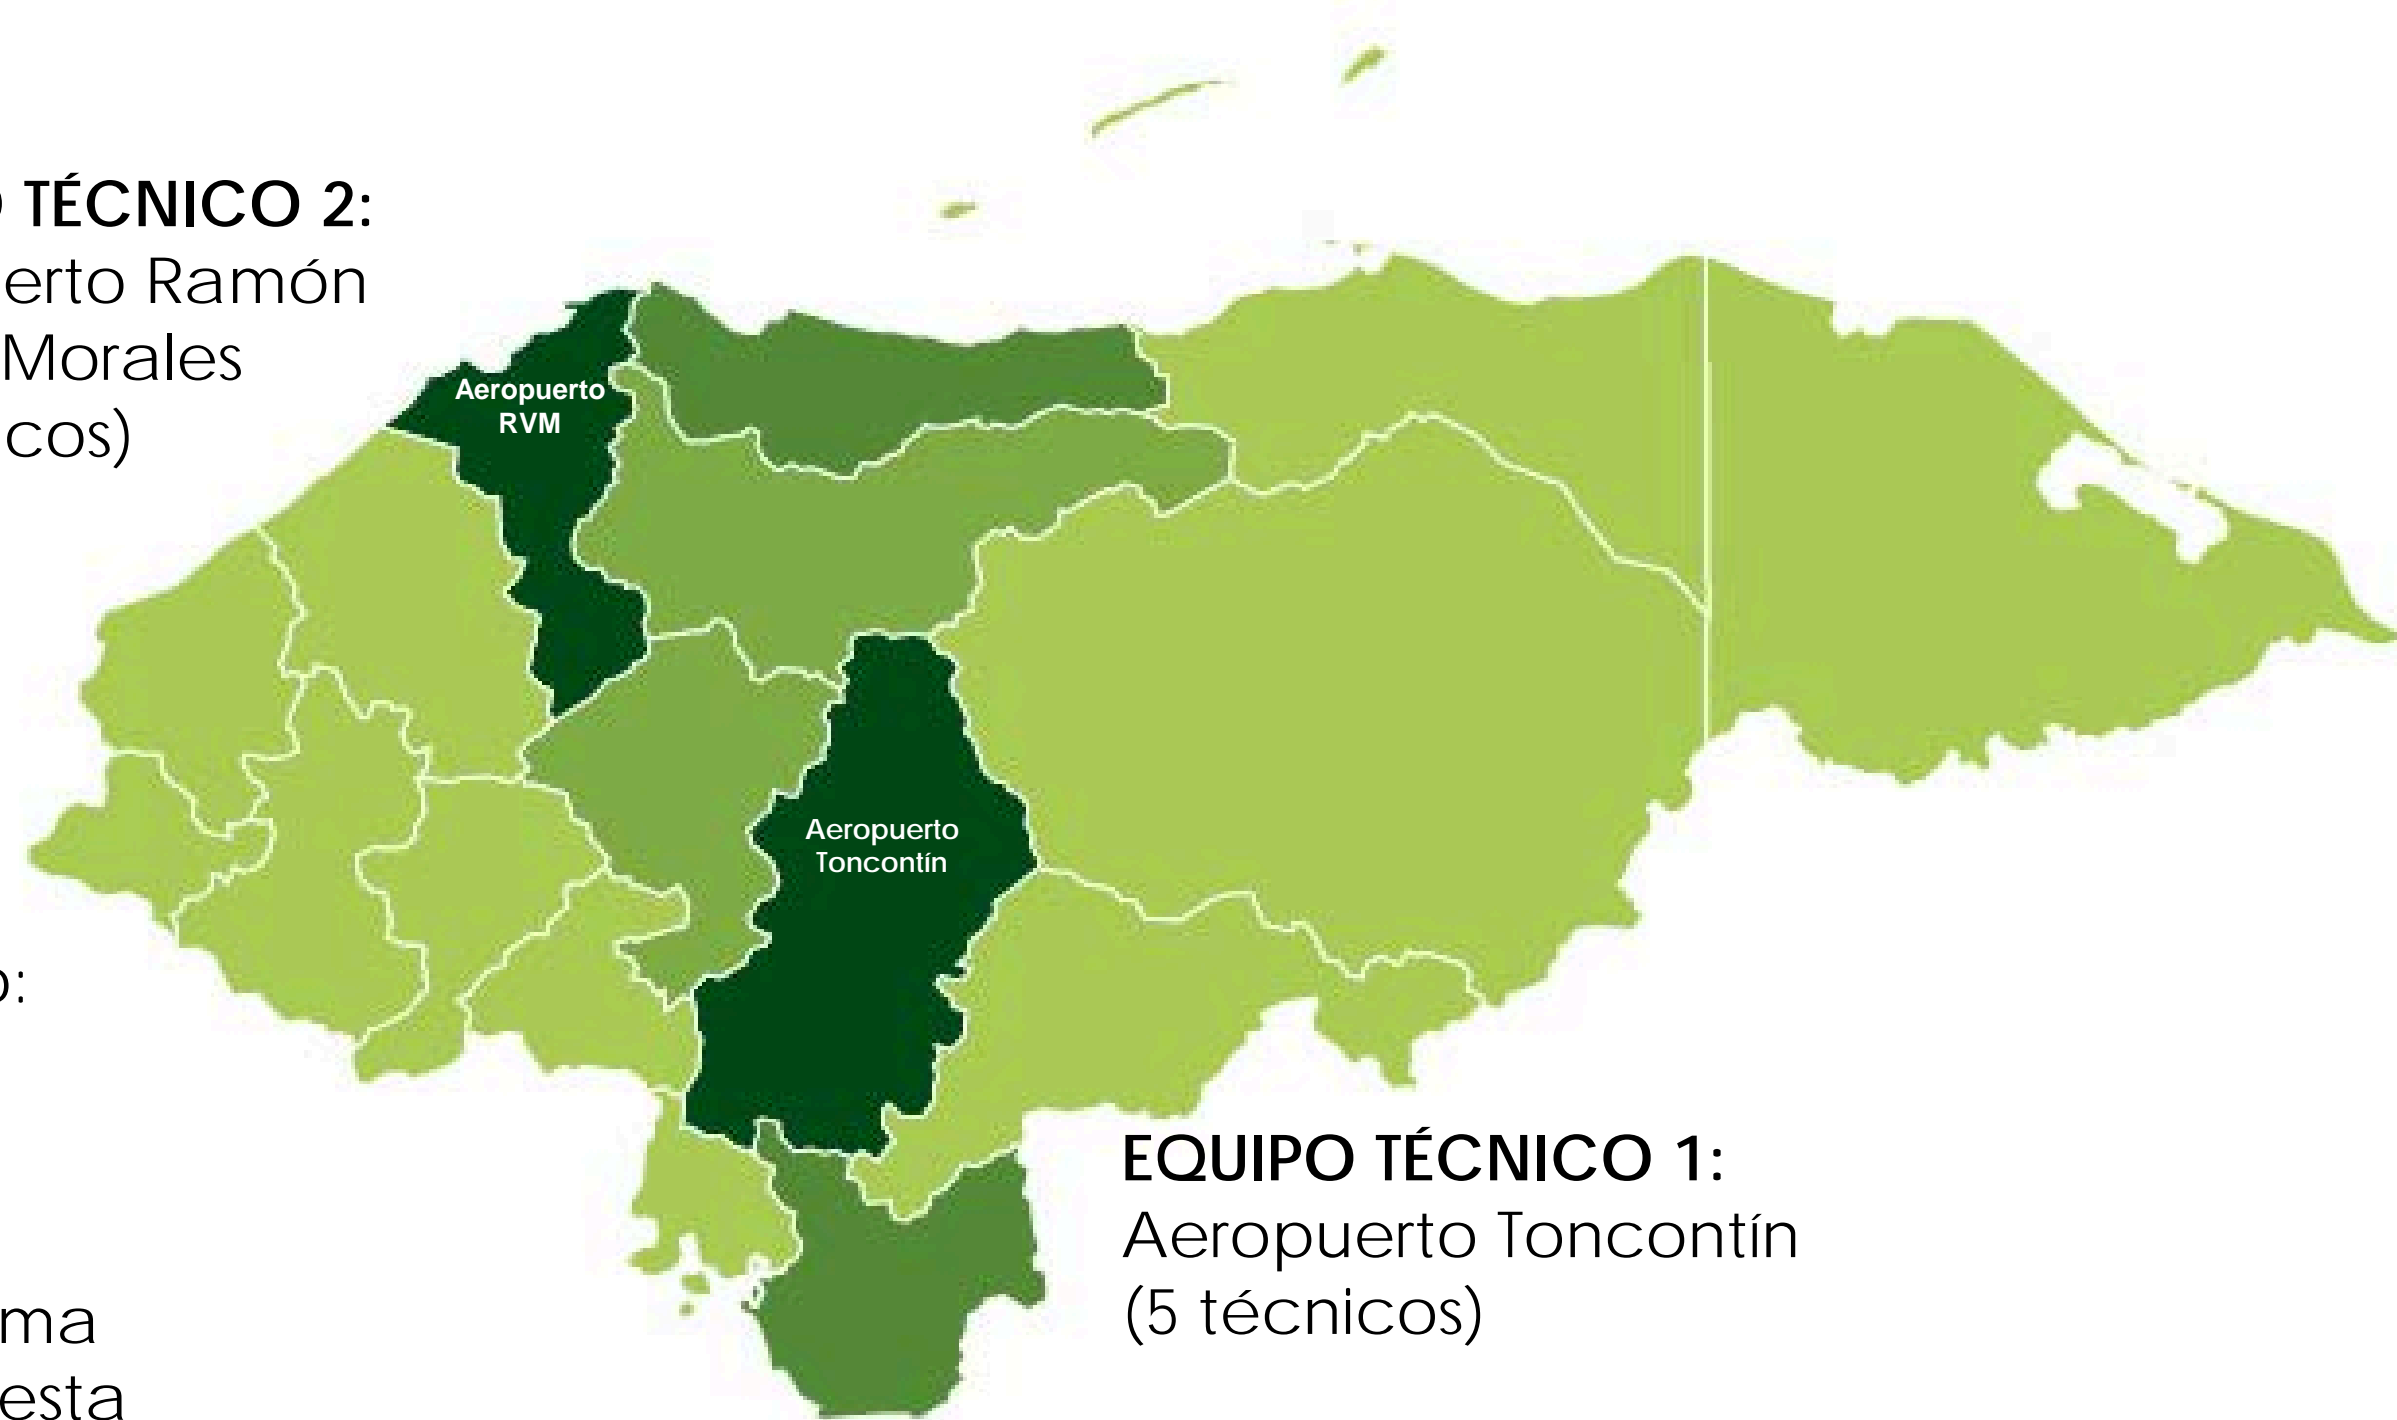 TÉCNICO 2:
erto Ramón
Morales
cos)
Aeropuerto
RVM
Aeropuerto
Toncontín
o:
EQUIPO TÉCNICO 1:
Aeropuerto Toncontín
(5 técnicos)
ma
esta